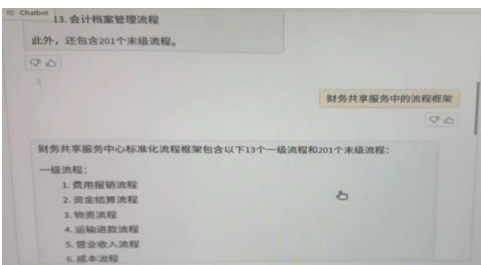 Chatbot
13. 会计档案管理流程
此外，还包含201个末级流程。
财务共享服务中的流程框架
财务共享服务中心标准化流程框架包含以下13个一级流程和201个末级流程：
一级流程：
1. 费用报销流程
2. 资金结算流程
3. 物资流程
4. 运输进款流程
5. 营业收入流程
6. 成本流程